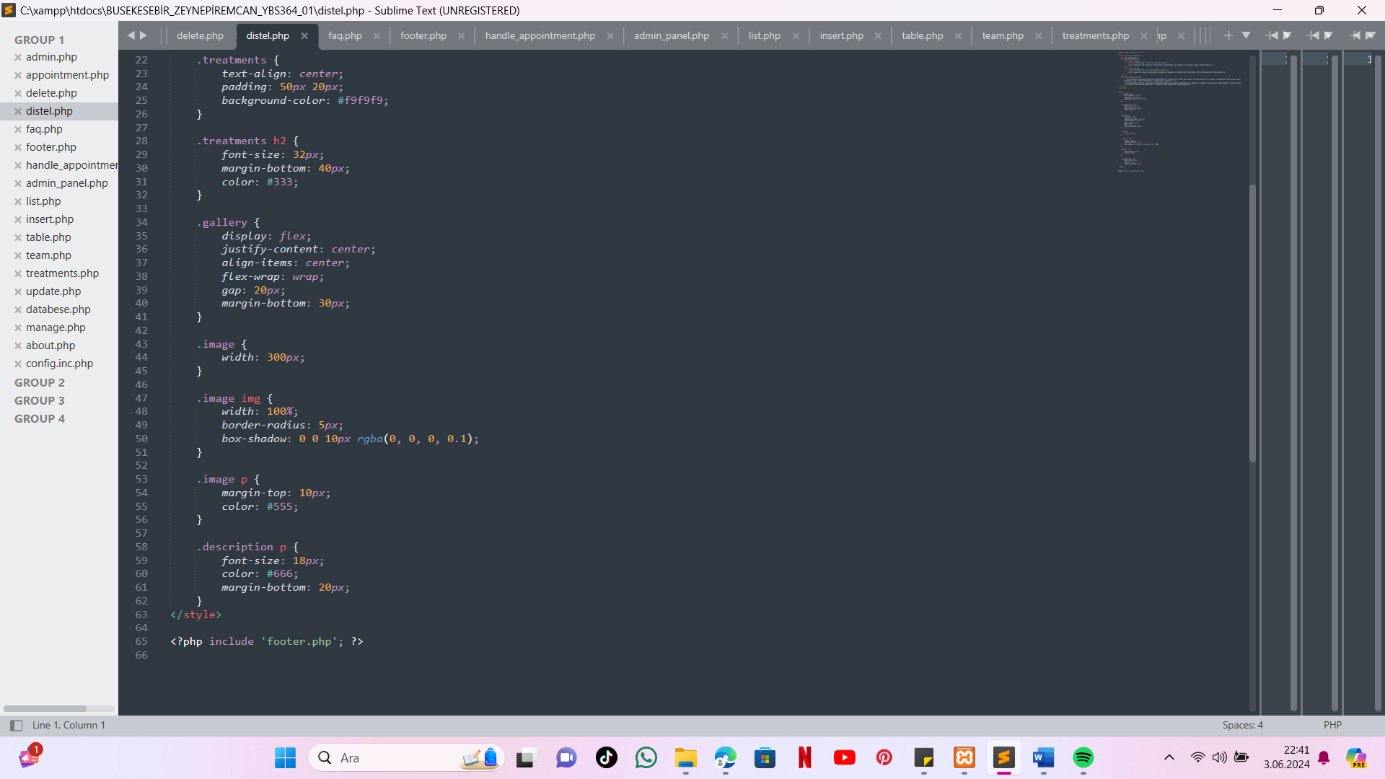 C:\xampp\htdocs\BUSEKESEBİR_ZEYNEPİREMCAN_YBS364_01\distel.php - Sublime Text (UNREGISTERED)
delete.php
distel.php
faq.php
footer.php
handle_appointment.php
admin_panel.php
list.php
insert.php
table.php
team.php
treatments.php
GROUP 1
admin.php
appointment.php
delete.php
distel.php
faq.php
footer.php
handle_appointmer
admin_panel.php
list.php
insert.php
table.php
team.php
treatments.php
update.php
databese.php
manage.php
about.php
config.inc.php
GROUP 2
GROUP 3
GROUP 4
22 .treatments {
23 text-align: center;
24 padding: 50px 20px;
25 background-color: #f9f9f9;
26 }
27
28 .treatments h2 {
29 font-size: 32px;
30 margin-bottom: 40px;
31 color: #333;
32 }
33
34 .gallery {
35 display: flex;
36 justify-content: center;
37 align-items: center;
38 flex-wrap: wrap;
39 gap: 20px;
40 margin-bottom: 30px;
41 }
42
43 .image {
44 width: 300px;
45 }
46
47 .image img {
48 width: 100%;
49 border-radius: 5px;
50 box-shadow: 0 0 10px rgba(0, 0, 0, 0.1);
51 }
52
53 .image p {
54 margin-top: 10px;
55 color: #555;
56 }
57
58 .description p {
59 font-size: 18px;
60 color: #666;
61 margin-bottom: 20px;
62 }
63 </style>
64
65 <?php include 'footer.php'; ?>
66
Line 1, Column 1
Spaces: 4
PHP
1
Ara
22:41
3.06.2024
PRE